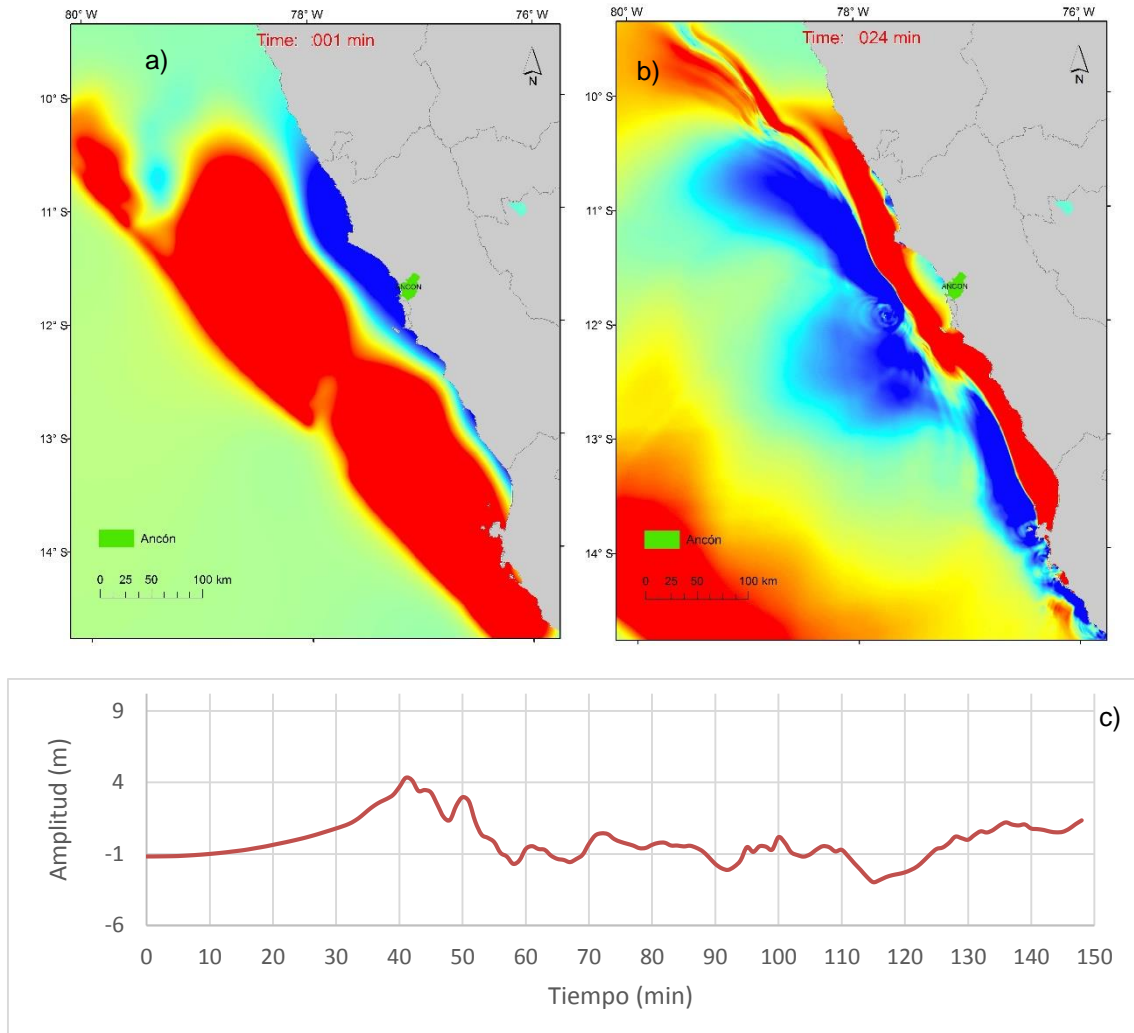 80° W 78° W 76° W
Time: 001 min
a)
N
10° S
11° S
12° S
13° S
14° S
ANCON
Ancón
0 25 50 100 km
80° W 78° W 76° W
Time: 024 min
b)
N
10° S
11° S
12° S
13° S
14° S
ANCON
Ancón
0 25 50 100 km
80° W 78° W 76° W
c)
9
4
-1
-6
Amplitud (m)
0 10 20 30 40 50 60 70 80 90 100 110 120 130 140 150
Tiempo (min)